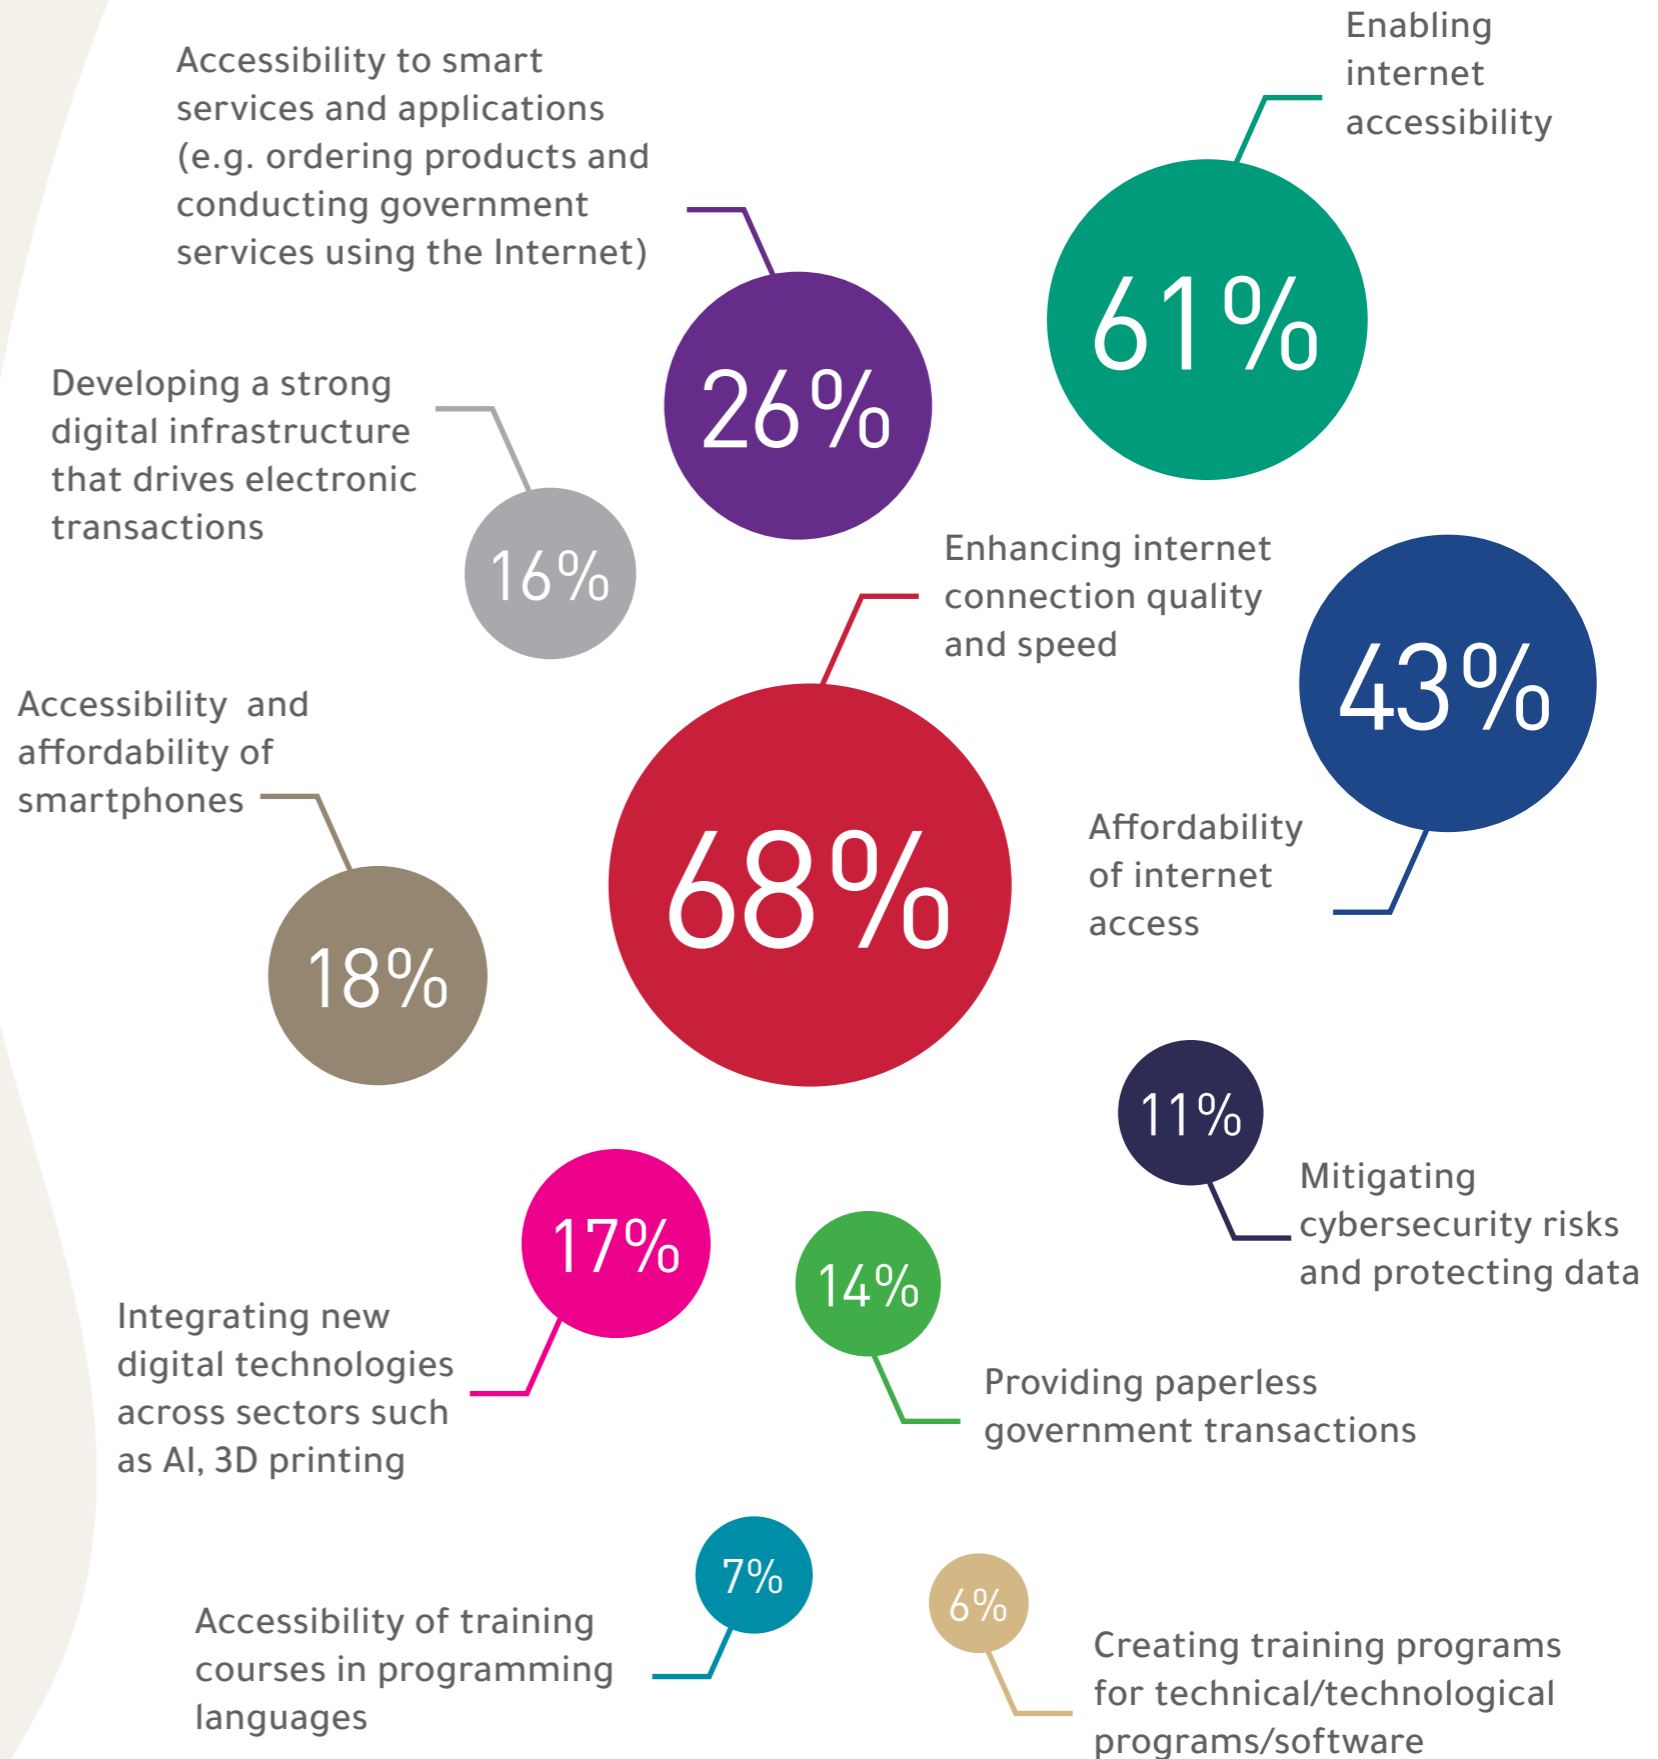 Enabling
internet
accessibility
61%
Accessibility to smart
services and applications
(e.g. ordering products and
conducting government
services using the Internet)
26%
Developing a strong
digital infrastructure
that drives electronic
transactions
16%
Enhancing internet
connection quality
and speed
68%
43%
Affordability
of internet
access
Accessibility  and
affordability of
smartphones
18%
11%
Mitigating
cybersecurity risks
and protecting data
17%
Integrating new
digital technologies
across sectors such
as AI, 3D printing
14%
Providing paperless
government transactions
7%
Accessibility of training
courses in programming
languages
6%
Creating training programs
for technical/technological
programs/software